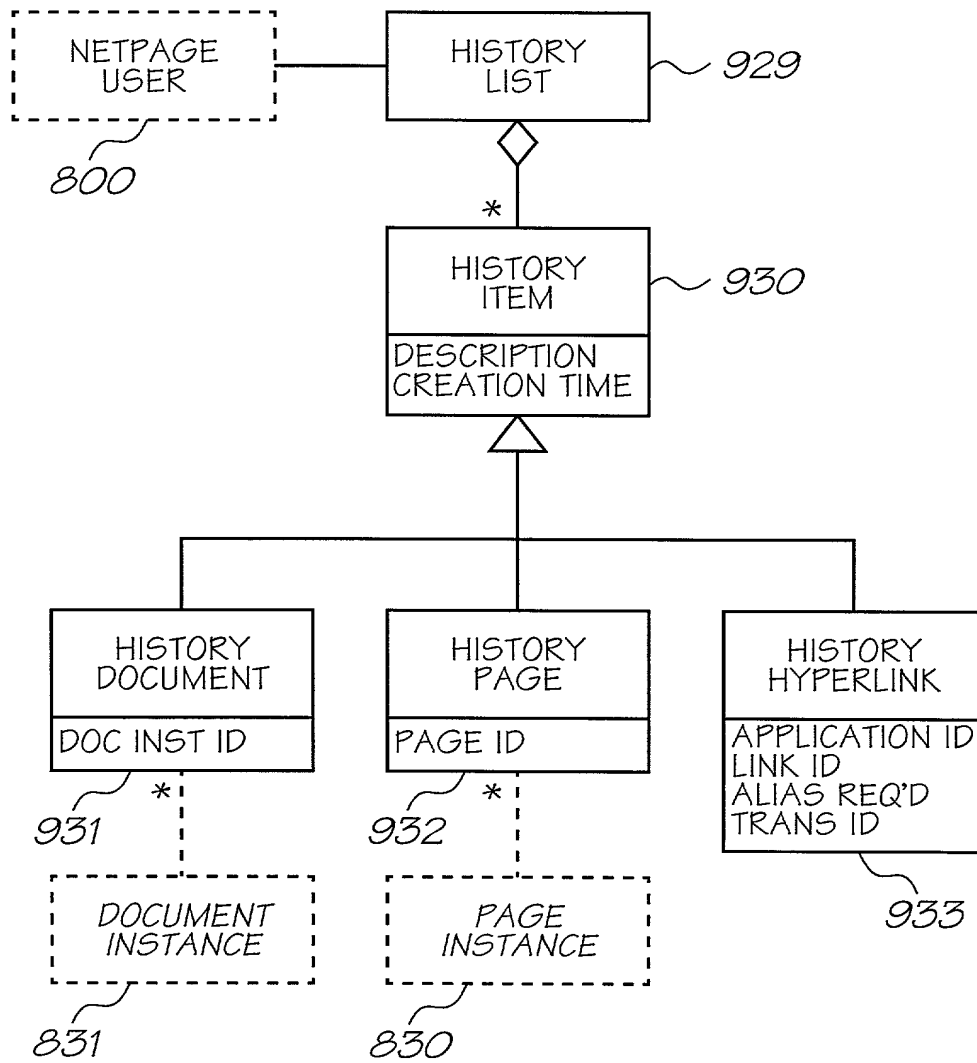 NETPAGE
USER
HISTORY
LIST
929
800
*
HISTORY
ITEM
930
DESCRIPTION
CREATION TIME
HISTORY
DOCUMENT
DOC INST ID
HISTORY
PAGE
PAGE ID
HISTORY
HYPERLINK
APPLICATION ID
LINK ID
ALIAS REQ'D
TRANS ID
*
931
*
932
933
DOCUMENT
INSTANCE
PAGE
INSTANCE
831
830